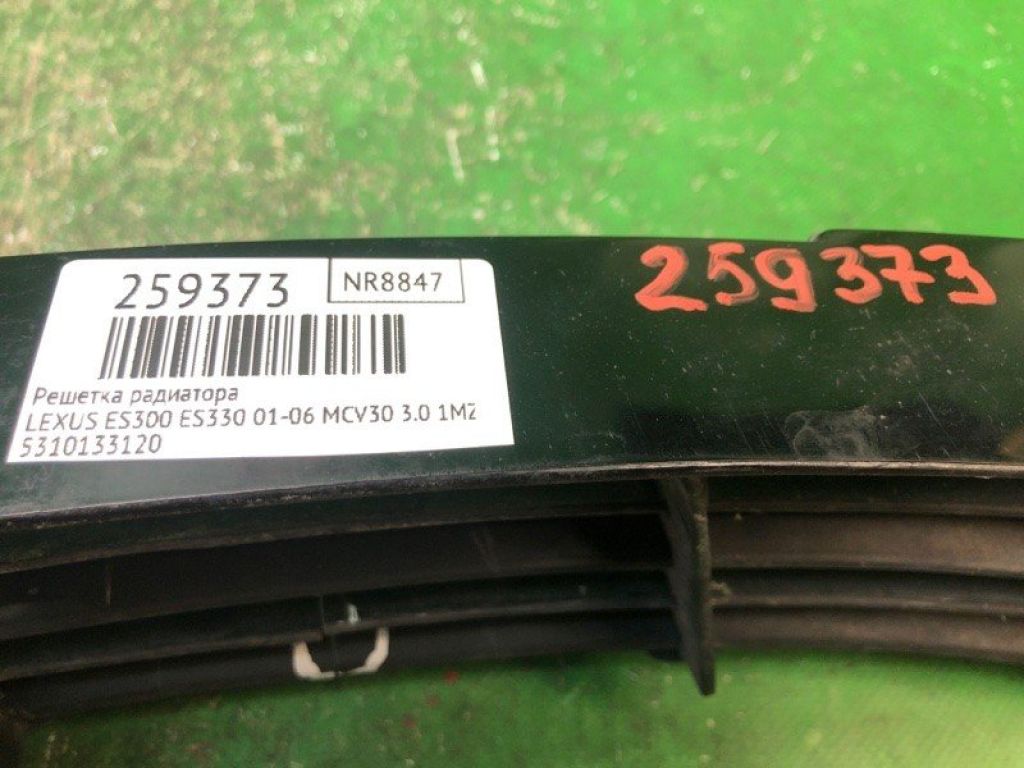 259373
NR8847
Решетка радиатора
LEXUS ES300 ES330 01-06 MCV30 3.0 1MZ
5310133120
259373